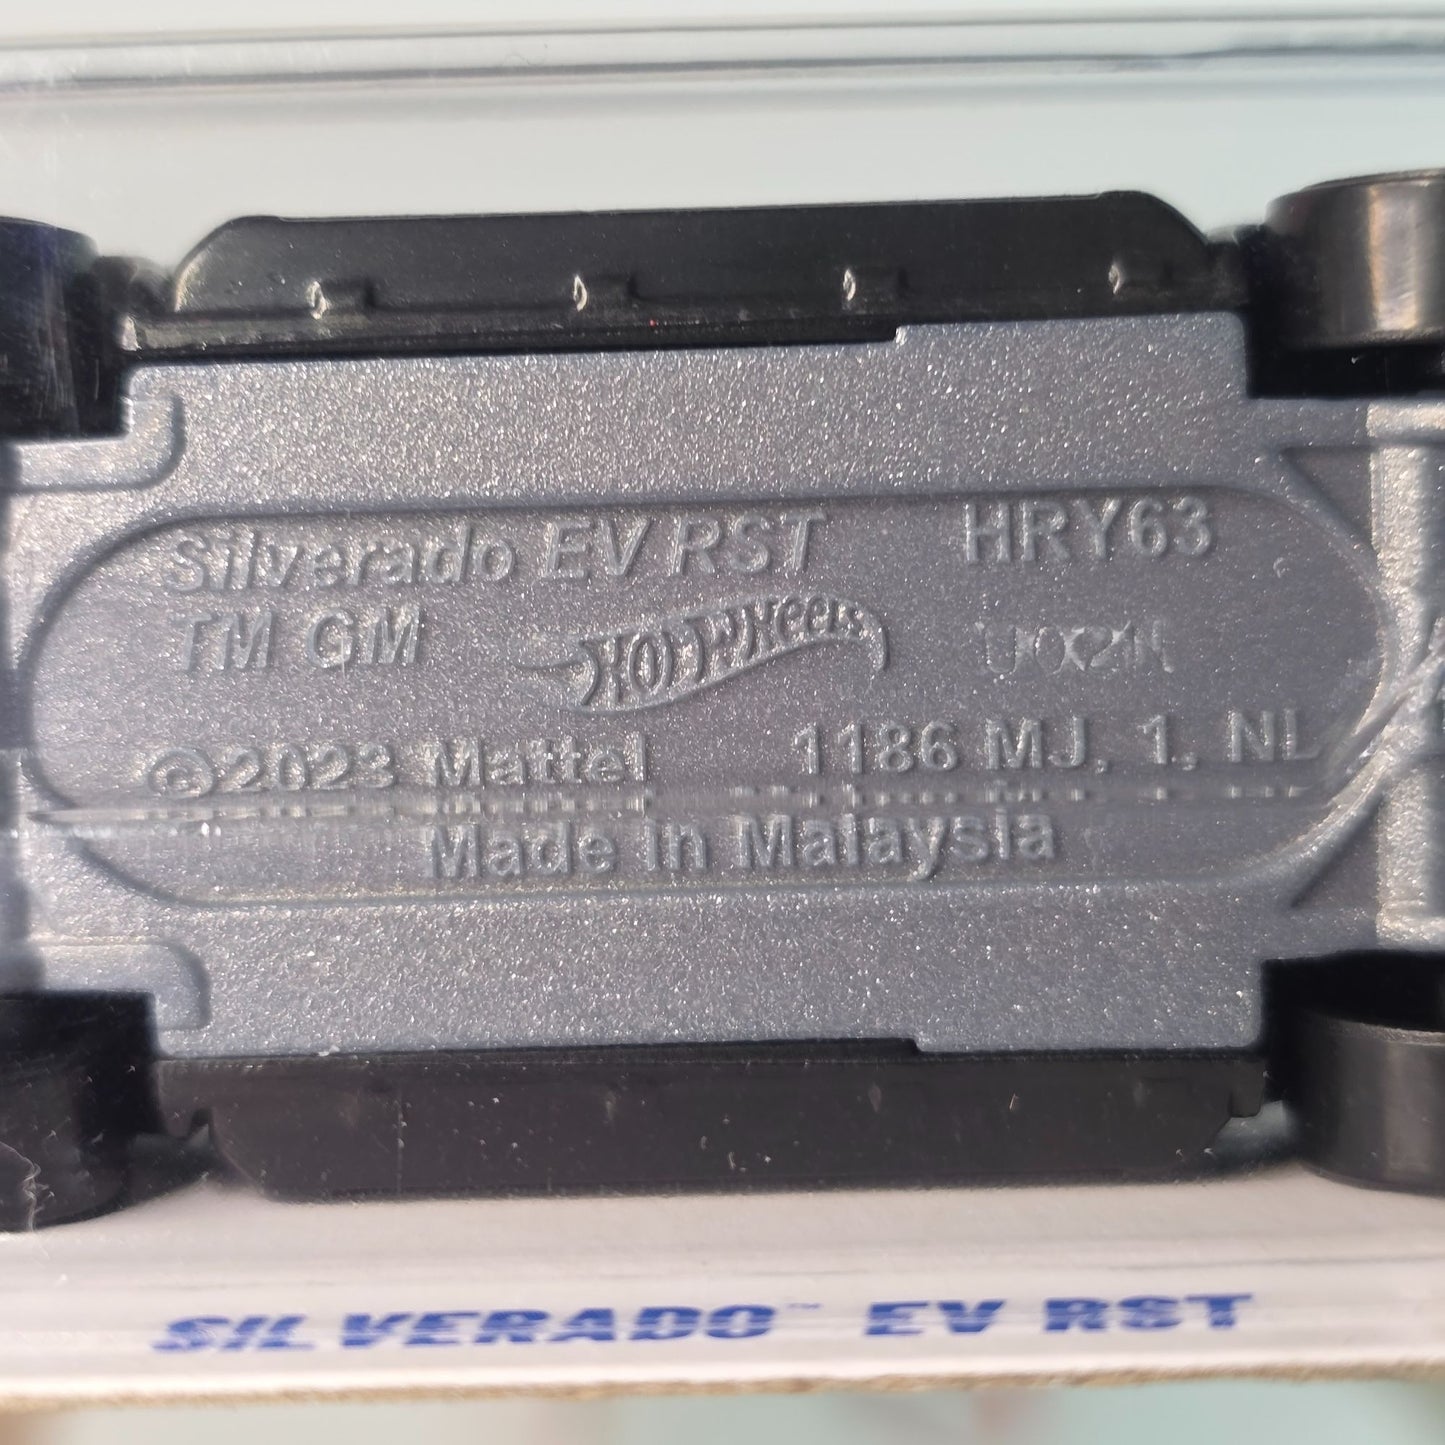 Silverado EV RST HRY63
TM GM Hot Wheels
©2023 Mattel 1186 MJ, 1, NL
Made in Malaysia
SILVERADO™ EV RST